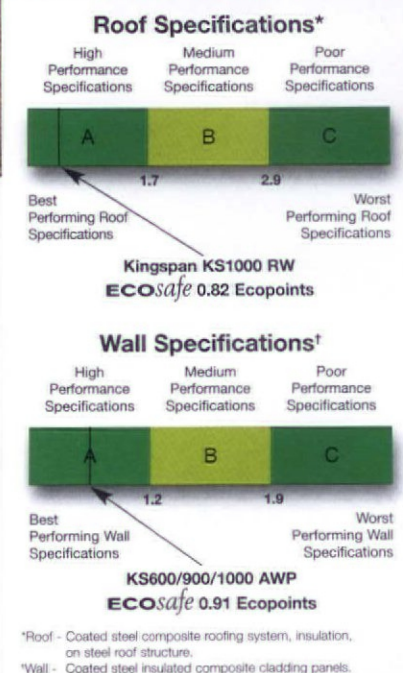 Roof Specifications*
High Performance Specifications
Medium Performance Specifications
Poor Performance Specifications
A B C
1.7 2.9
Best Performing Roof Specifications
Worst Performing Roof Specifications
Kingspan KS1000 RW
ECOsafe 0.82 Ecopoints
Wall Specifications†
High Performance Specifications
Medium Performance Specifications
Poor Performance Specifications
A B C
1.2 1.9
Best Performing Wall Specifications
Worst Performing Wall Specifications
KS600/900/1000 AWP
ECOsafe 0.91 Ecopoints
*Roof - Coated steel composite roofing system, insulation,
on steel roof structure.
*Wall - Coated steel insulated composite cladding panels.